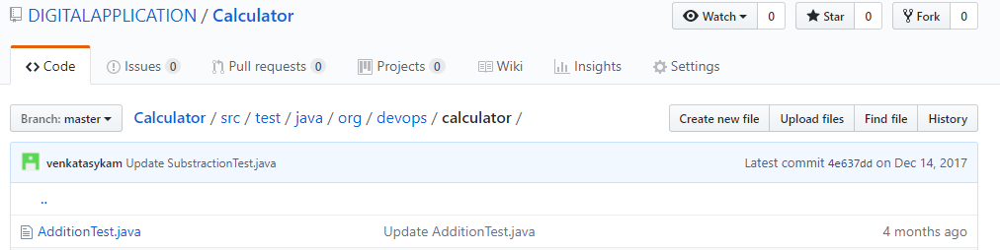 DIGITALAPPLICATION / Calculator Watch 0 Star 0 Fork 0
Code Issues 0 Pull requests 0 Projects 0 Wiki Insights Settings
Branch: master Calculator / src / test / java / org / devops / calculator / Create new file Upload files Find file History
venkatasykam Update SubstractionTest.java Latest commit 4e637dd on Dec 14, 2017
..
AdditionTest.java Update AdditionTest.java 4 months ago